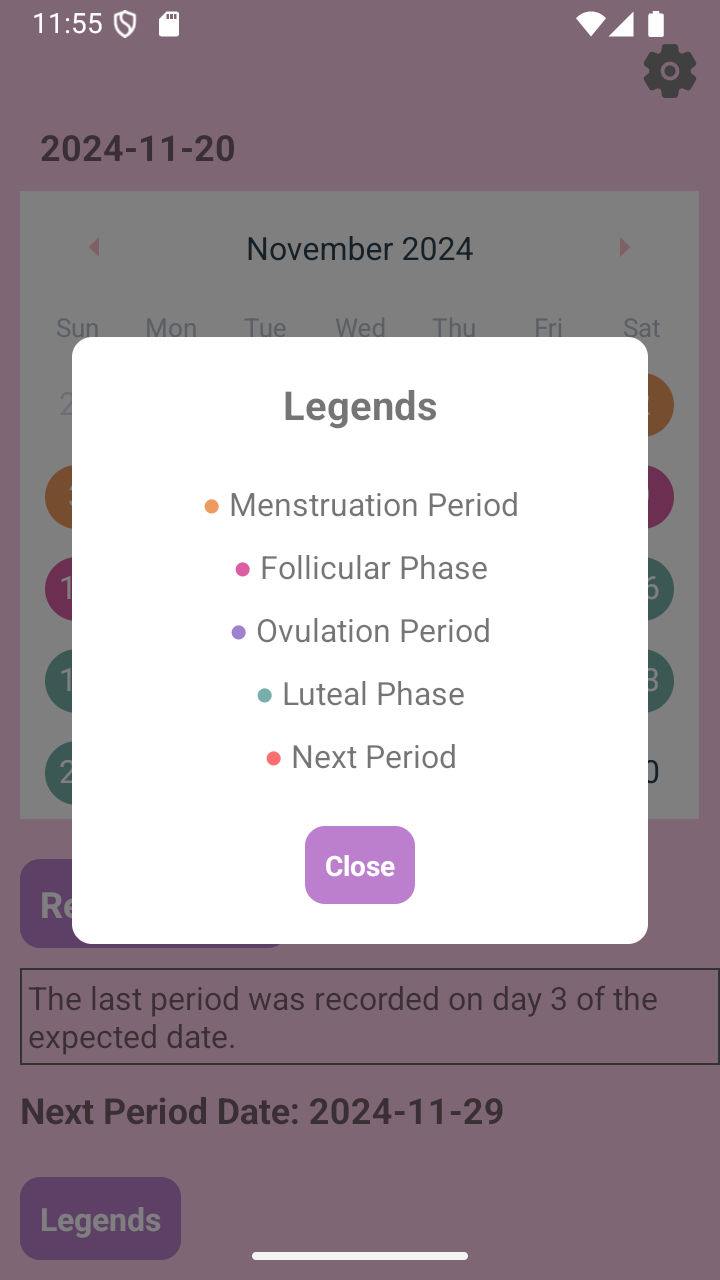 11:55
2024-11-20
November 2024
Sun Mon Tue Wed Thu Fri Sat
Legends
Menstruation Period
Follicular Phase
Ovulation Period
Luteal Phase
Next Period
Close
The last period was recorded on day 3 of the
expected date.
Next Period Date: 2024-11-29
Legends